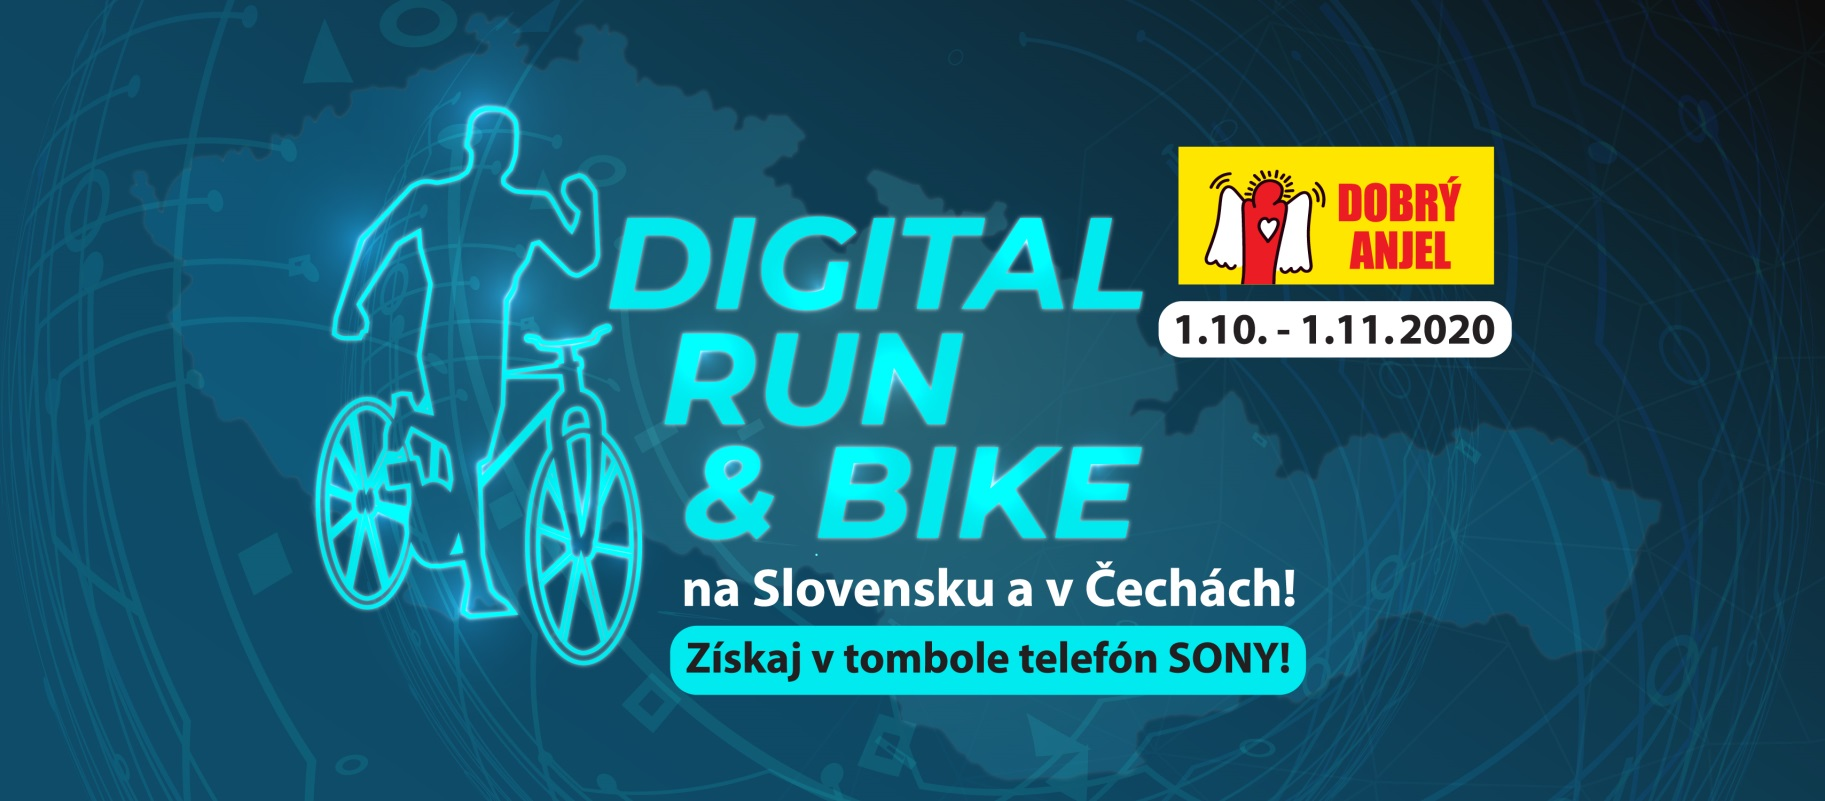 DIGITAL
RUN
& BIKE
na Slovensku a v Čechách!
Získaj v tombole telefón SONY!
DOBRÝ
ANJEL
1.10. - 1.11.2020